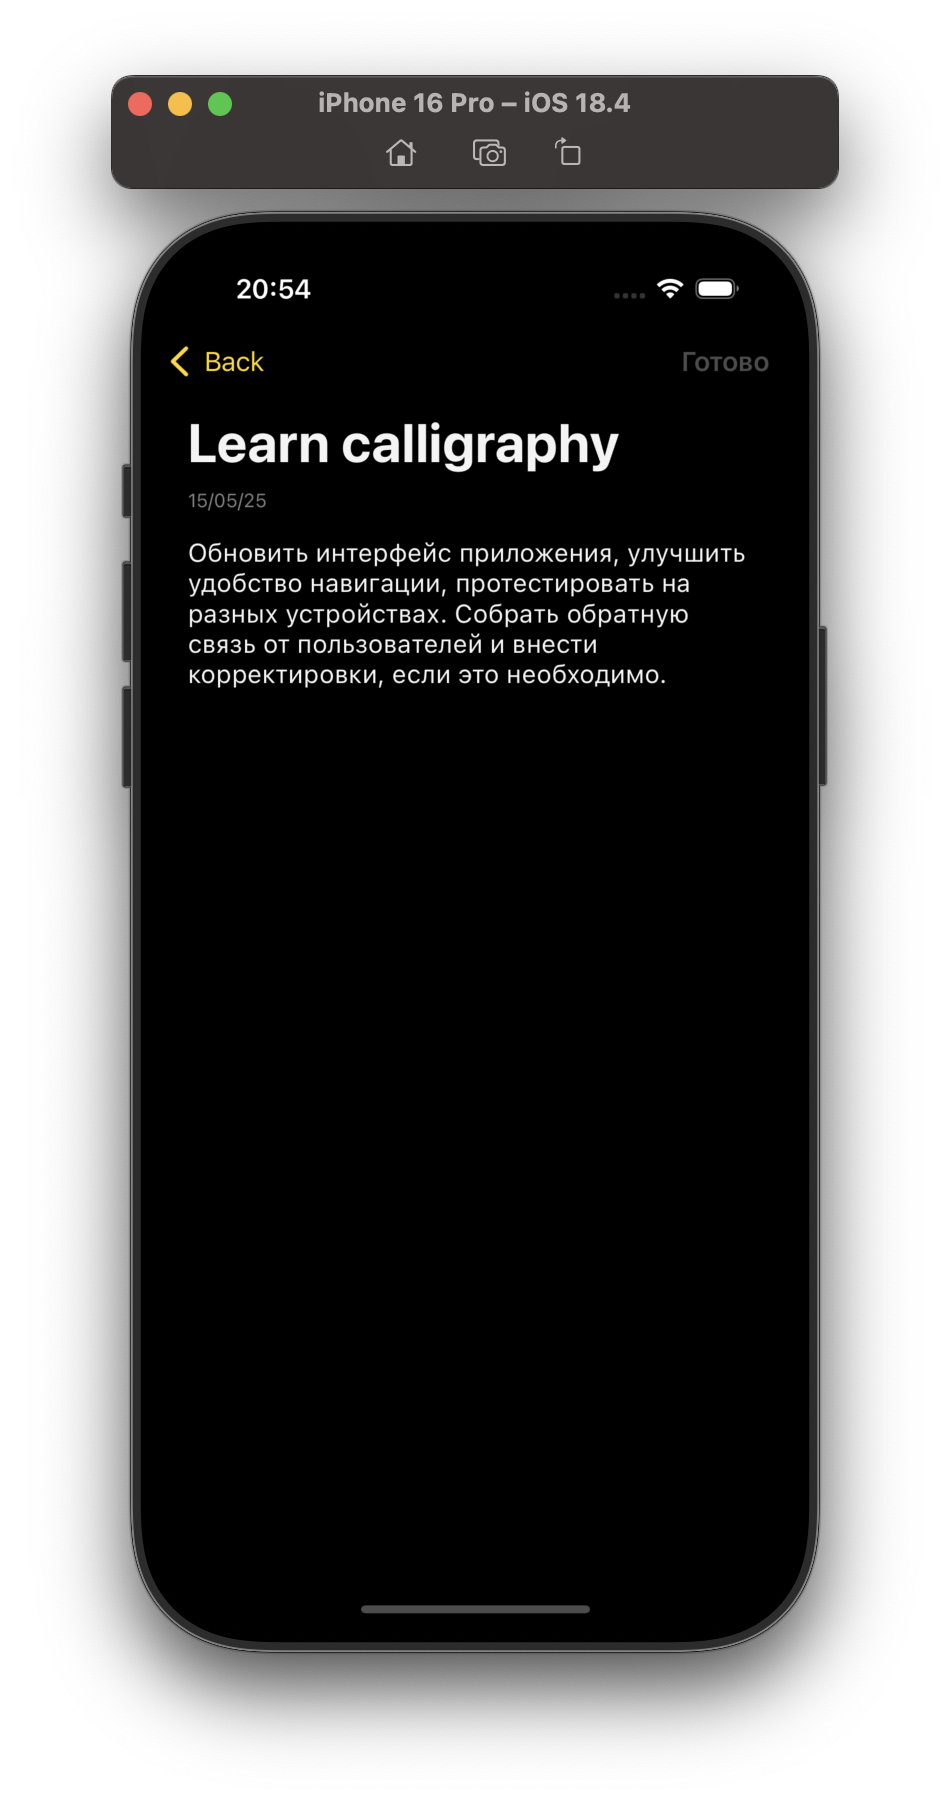 iPhone 16 Pro – iOS 18.4
20:54
Back
Готово
Learn calligraphy
15/05/25
Обновить интерфейс приложения, улучшить
удобство навигации, протестировать на
разных устройствах. Собрать обратную
связь от пользователей и внести
корректировки, если это необходимо.